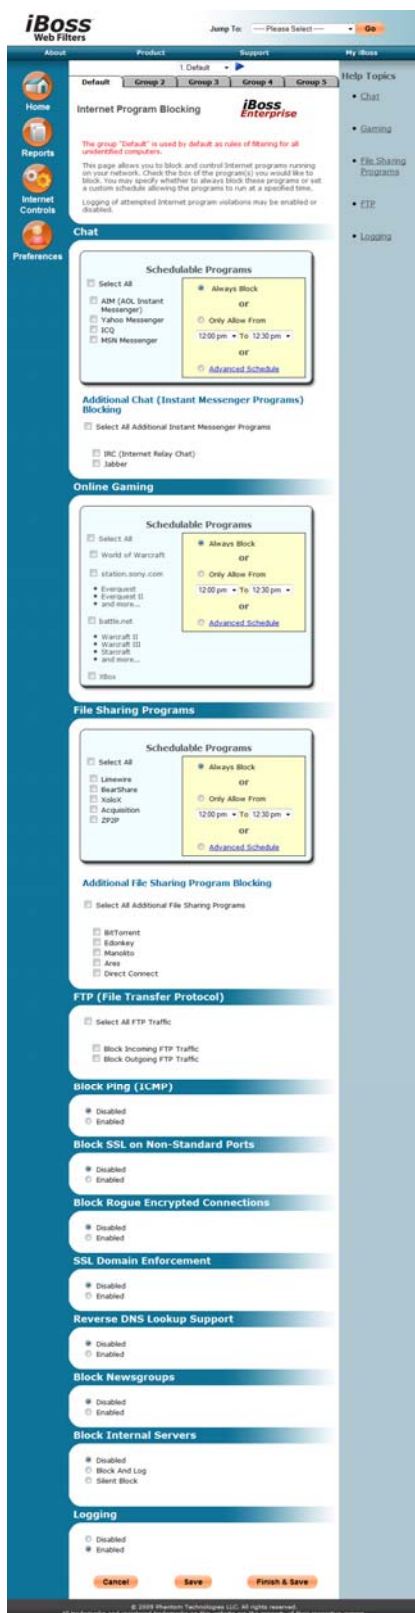 iBoss
Web Filters
Jump To: ---- Please Select ---- Go
About Product Support My iBoss
1. Default
Default Group 2 Group 3 Group 4 Group 5
Help Topics
Chat
Gaming
File Sharing Programs
FTP
Logging
Home
Reports
Internet Controls
Preferences
Internet Program Blocking
iBoss
Enterprise
The group "Default" is used by default as rules of filtering for all
unidentified computers.
This page allows you to block and control Internet programs running
on your network. Check the box of the program(s) you would like to
block. You may specify whether to always block these programs or set
a custom schedule allowing the programs to run at a specified time.
Logging of attempted Internet program violations may be enabled or
disabled.
Chat
Schedulable Programs
Select All
AIM (AOL Instant
Messenger)
Yahoo Messenger
ICQ
MSN Messenger
Always Block
or
Only Allow From
12:00 pm To 12:30 pm
or
Advanced Schedule
Additional Chat (Instant Messenger Programs)
Blocking
Select All Additional Instant Messenger Programs
IRC (Internet Relay Chat)
Jabber
Online Gaming
Schedulable Programs
Select All
World of Warcraft
station.sony.com
Everquest
Everquest II
and more...
battle.net
Warcraft II
Warcraft III
Starcraft
and more...
XBox
Always Block
or
Only Allow From
12:00 pm To 12:30 pm
or
Advanced Schedule
File Sharing Programs
Schedulable Programs
Select All
Limewire
BearShare
XoloX
Acquisition
ZP2P
Always Block
or
Only Allow From
12:00 pm To 12:30 pm
or
Advanced Schedule
Additional File Sharing Program Blocking
Select All Additional File Sharing Programs
BitTorrent
Edonkey
Manolito
Ares
Direct Connect
FTP (File Transfer Protocol)
Select All FTP Traffic
Block Incoming FTP Traffic
Block Outgoing FTP Traffic
Block Ping (ICMP)
Disabled
Enabled
Block SSL on Non-Standard Ports
Disabled
Enabled
Block Rogue Encrypted Connections
Disabled
Enabled
SSL Domain Enforcement
Disabled
Enabled
Reverse DNS Lookup Support
Disabled
Enabled
Block Newsgroups
Disabled
Enabled
Block Internal Servers
Disabled
Block And Log
Silent Block
Logging
Disabled
Enabled
Cancel Save Finish & Save
© 2009 Phantom Technologies LLC. All rights reserved.